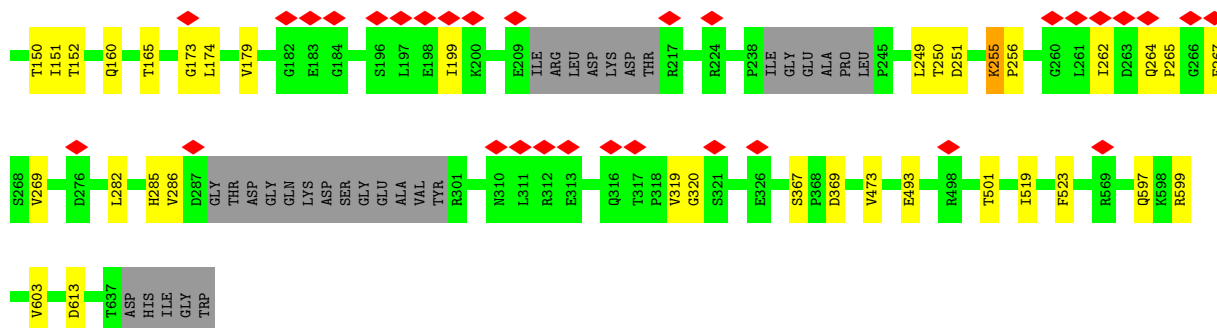 T150 I151 T152 Q160 T165 G173 L174 V179 G182 E183 G184 S196 L197 E198 I199 K200 E209 ILE ARG LEU ASP LYS ASP THR R217 R224 P238 ILE GLY GLU ALA PRO LEU P245 L249 T250 D251 K255 P256 G260 L261 I262 D263 Q264 P265 G266
S268 V269 D276 L282 H285 V286 D287 GLY THR ASP GLY GLN LYS ASP SER GLY GLU ALA VAL TYR R301 N310 L311 R312 E313 Q316 T317 P318 V319 G320 S321 E326 S367 P368 D369 V473 E493 R498 T501 I519 F523 R569 Q597 K598 R599
V603 D613 T637 ASP HIS ILE GLY TRP